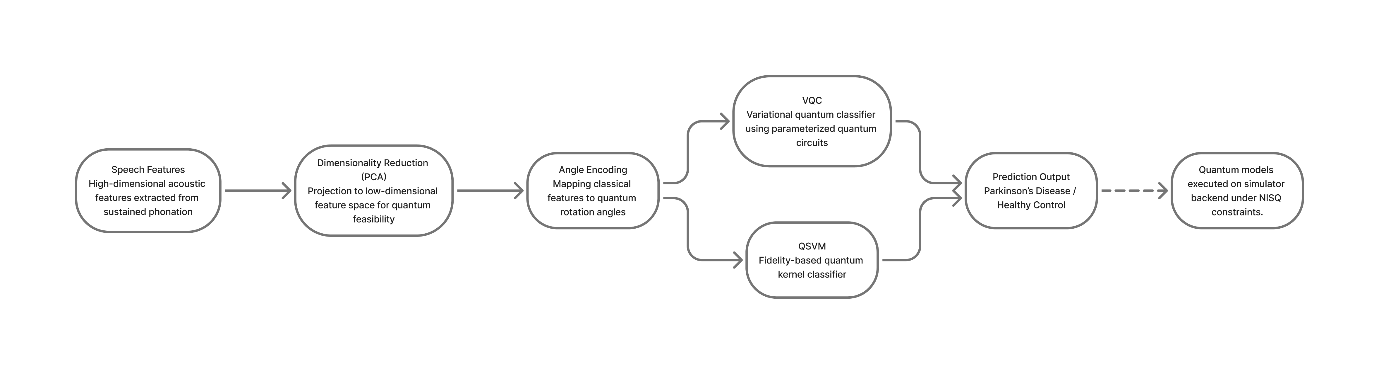 Speech Features
High-dimensional acoustic
features extracted from
sustained phonation
Dimensionality Reduction
(PCA)
Projection to low-dimensional
feature space for quantum
feasibility
Angle Encoding
Mapping classical
features to quantum
rotation angles
VQC
Variational quantum classifier
using parameterized quantum
circuits
QSVM
Fidelity-based quantum
kernel classifier
Prediction Output
Parkinson's Disease /
Healthy Control
Quantum models
executed on simulator
backend under NISQ
constraints.